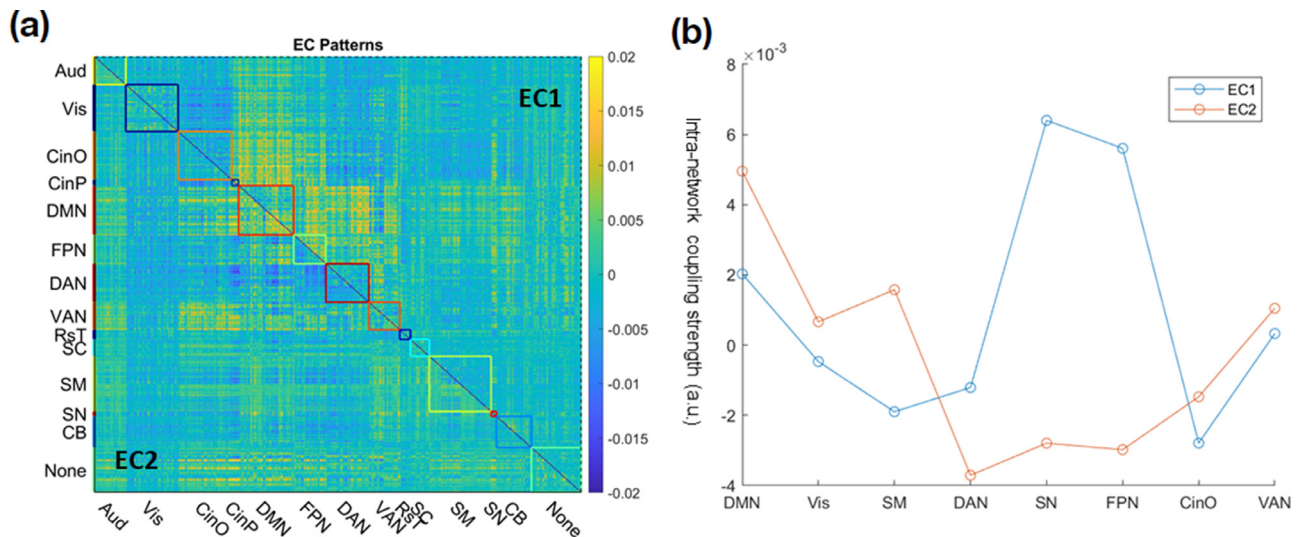 (a)
EC Patterns
Aud
Vis
CinO
CinP
DMN
FPN
DAN
VAN
RsT
SC
SM
SN
CB
None
EC1
EC2
Aud
Vis
CinO
CinP
DMN
FPN
DAN
VAN
RsT
SC
SM
SN
CB
None
0.02
0.015
0.01
0.005
0
-0.005
-0.01
-0.015
-0.02
(b)
×10⁻³
8
6
4
2
0
-2
-4
Intra-network coupling strength (a.u.)
EC1
EC2
DMN
Vis
SM
DAN
SN
FPN
CinO
VAN